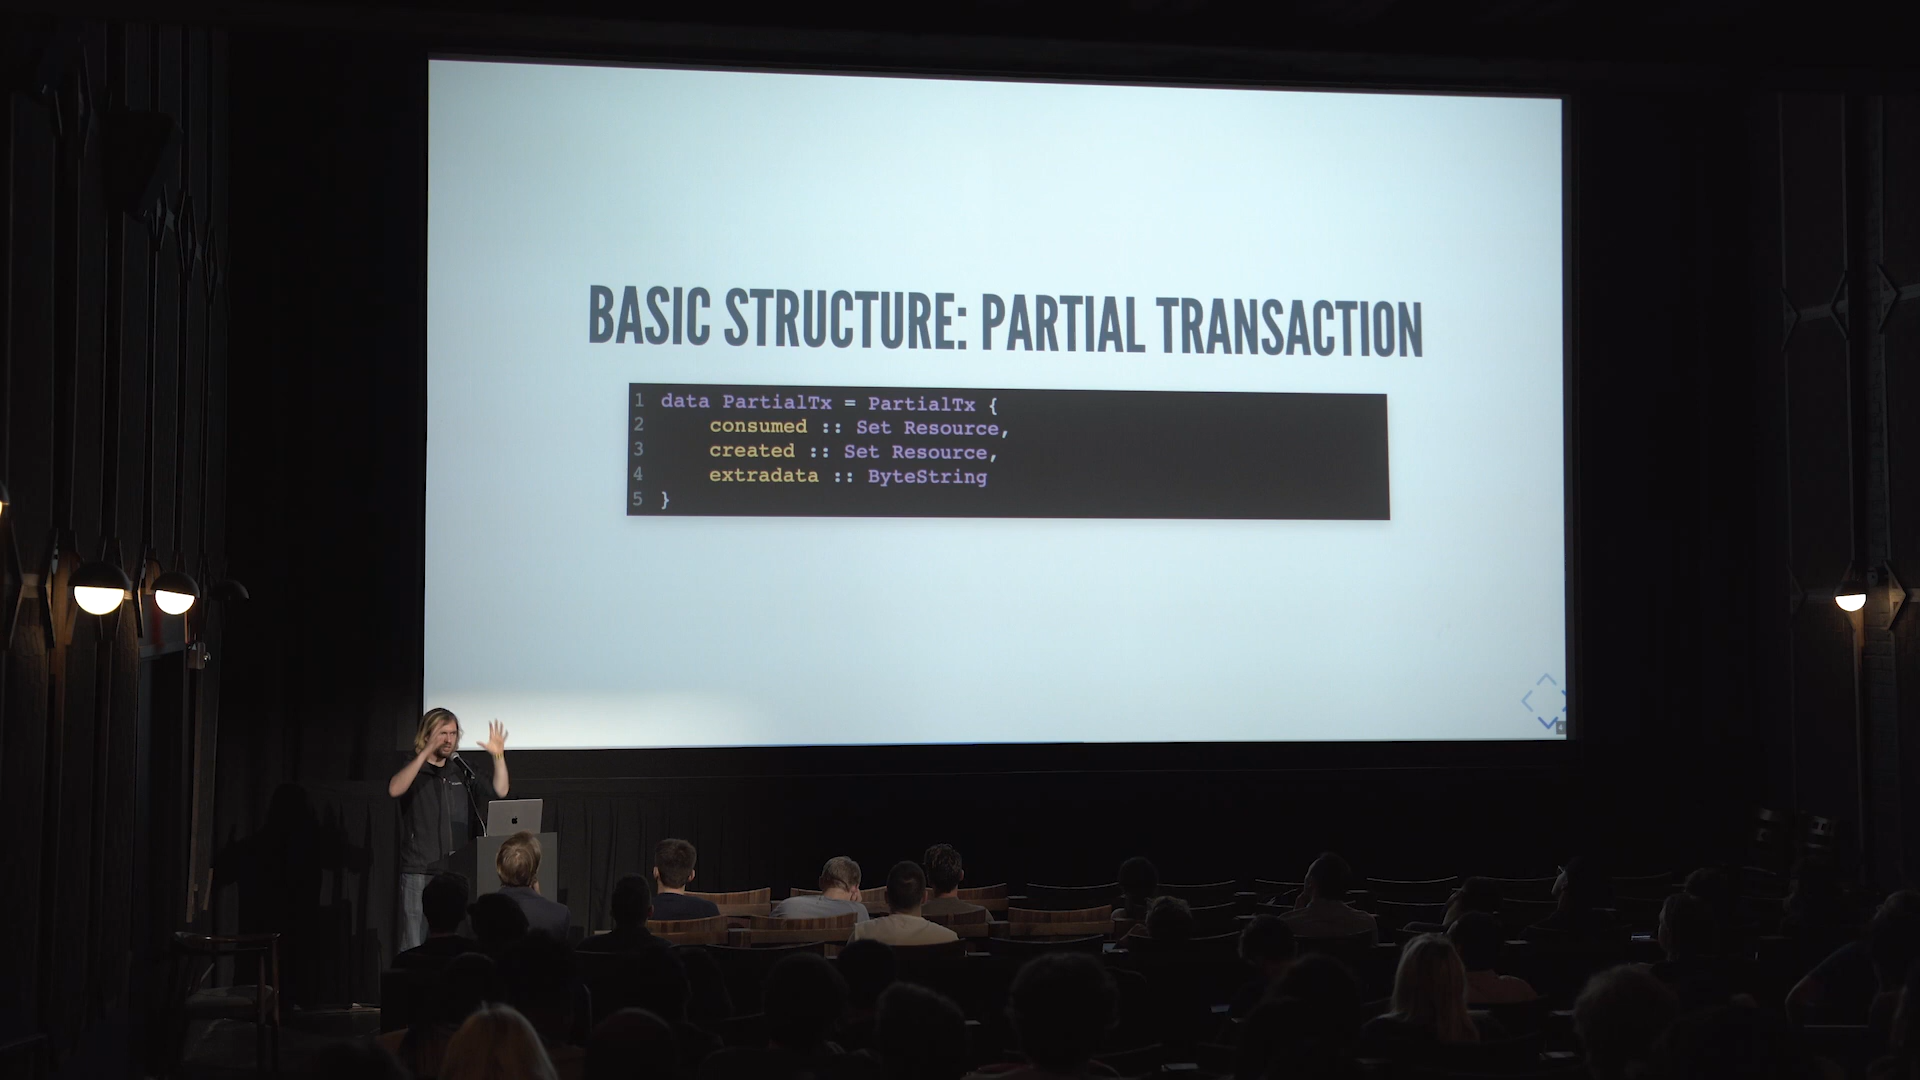 BASIC STRUCTURE: PARTIAL TRANSACTION
1 data PartialTx = PartialTx {
2     consumed :: Set Resource,
3     created :: Set Resource,
4     extradata :: ByteString
5 }